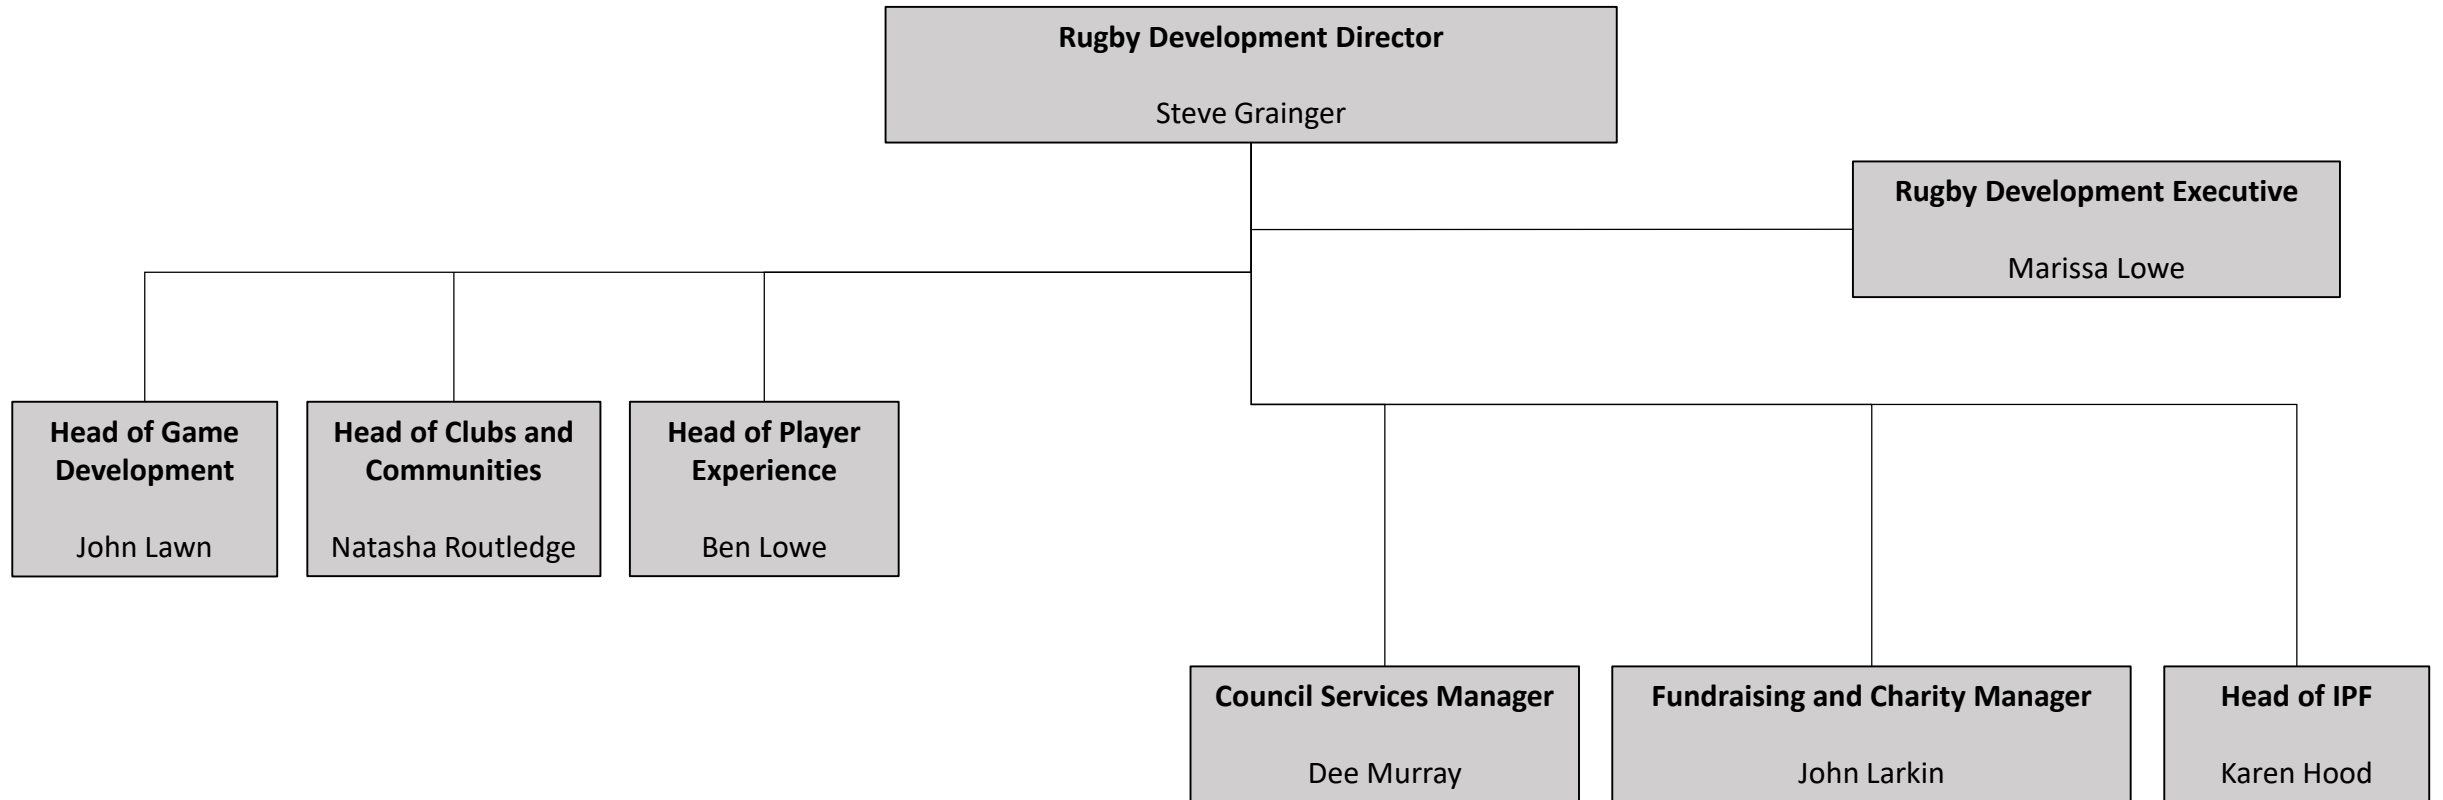 Rugby Development Director
Steve Grainger
Rugby Development Executive
Marissa Lowe
Head of Game
Development
John Lawn
Head of Clubs and
Communities
Natasha Routledge
Head of Player
Experience
Ben Lowe
Council Services Manager
Dee Murray
Fundraising and Charity Manager
John Larkin
Head of IPF
Karen Hood